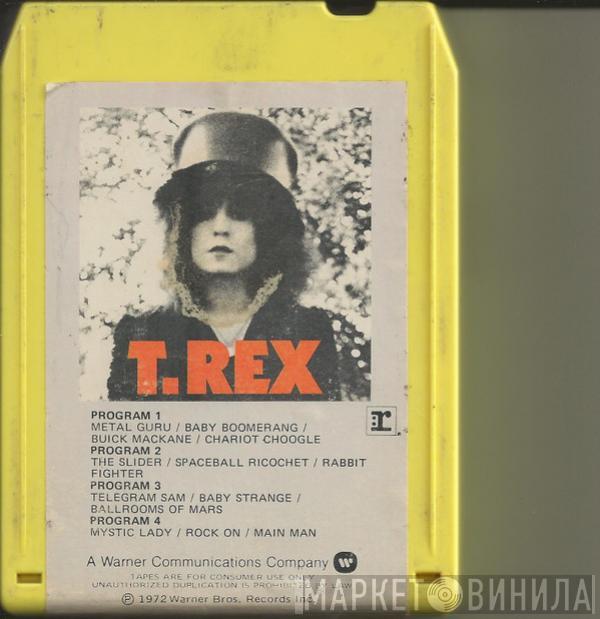 T.REX
PROGRAM 1
METAL GURU / BABY BOOMERANG /
BUICK MACKANE / CHARIOT CHOOGLE
PROGRAM 2
THE SLIDER / SPACEBALL RICOCHET / RABBIT
FIGHTER
PROGRAM 3
TELEGRAM SAM / BABY STRANGE /
BALLROOMS OF MARS
PROGRAM 4
MYSTIC LADY / ROCK ON / MAIN MAN
r:
A Warner Communications Company
TAPES ARE FOR CONSUMER USE ONLY
UNAUTHORIZED DUPLICATION IS PROHIBITED BY LAW
℗ 1972 Warner Bros. Records Inc.
МАРКЕТ ВИНИЛА